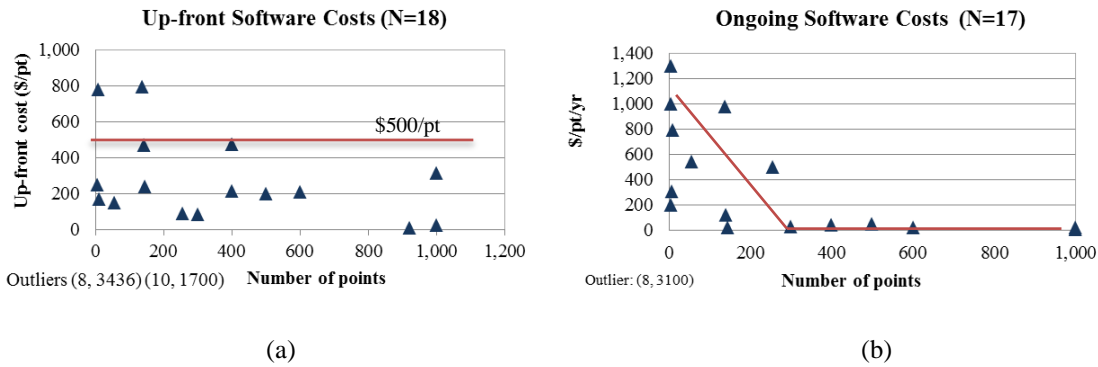 Up-front Software Costs (N=18)
Up-front cost ($/pt)
1,000
800
600
400
200
0
$500/pt
0 200 400 600 800 1,000 1,200
Outliers (8, 3436) (10, 1700) Number of points
(a)
Ongoing Software Costs (N=17)
$/pt/yr
1,400
1,200
1,000
800
600
400
200
0
0 200 400 600 800 1,000
Outlier: (8, 3100) Number of points
(b)